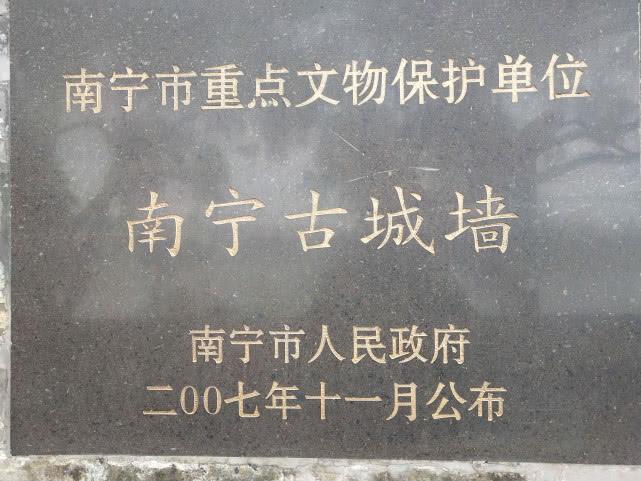 南宁市重点文物保护单位
南宁古城墙
南宁市人民政府
二00七年十一月公布